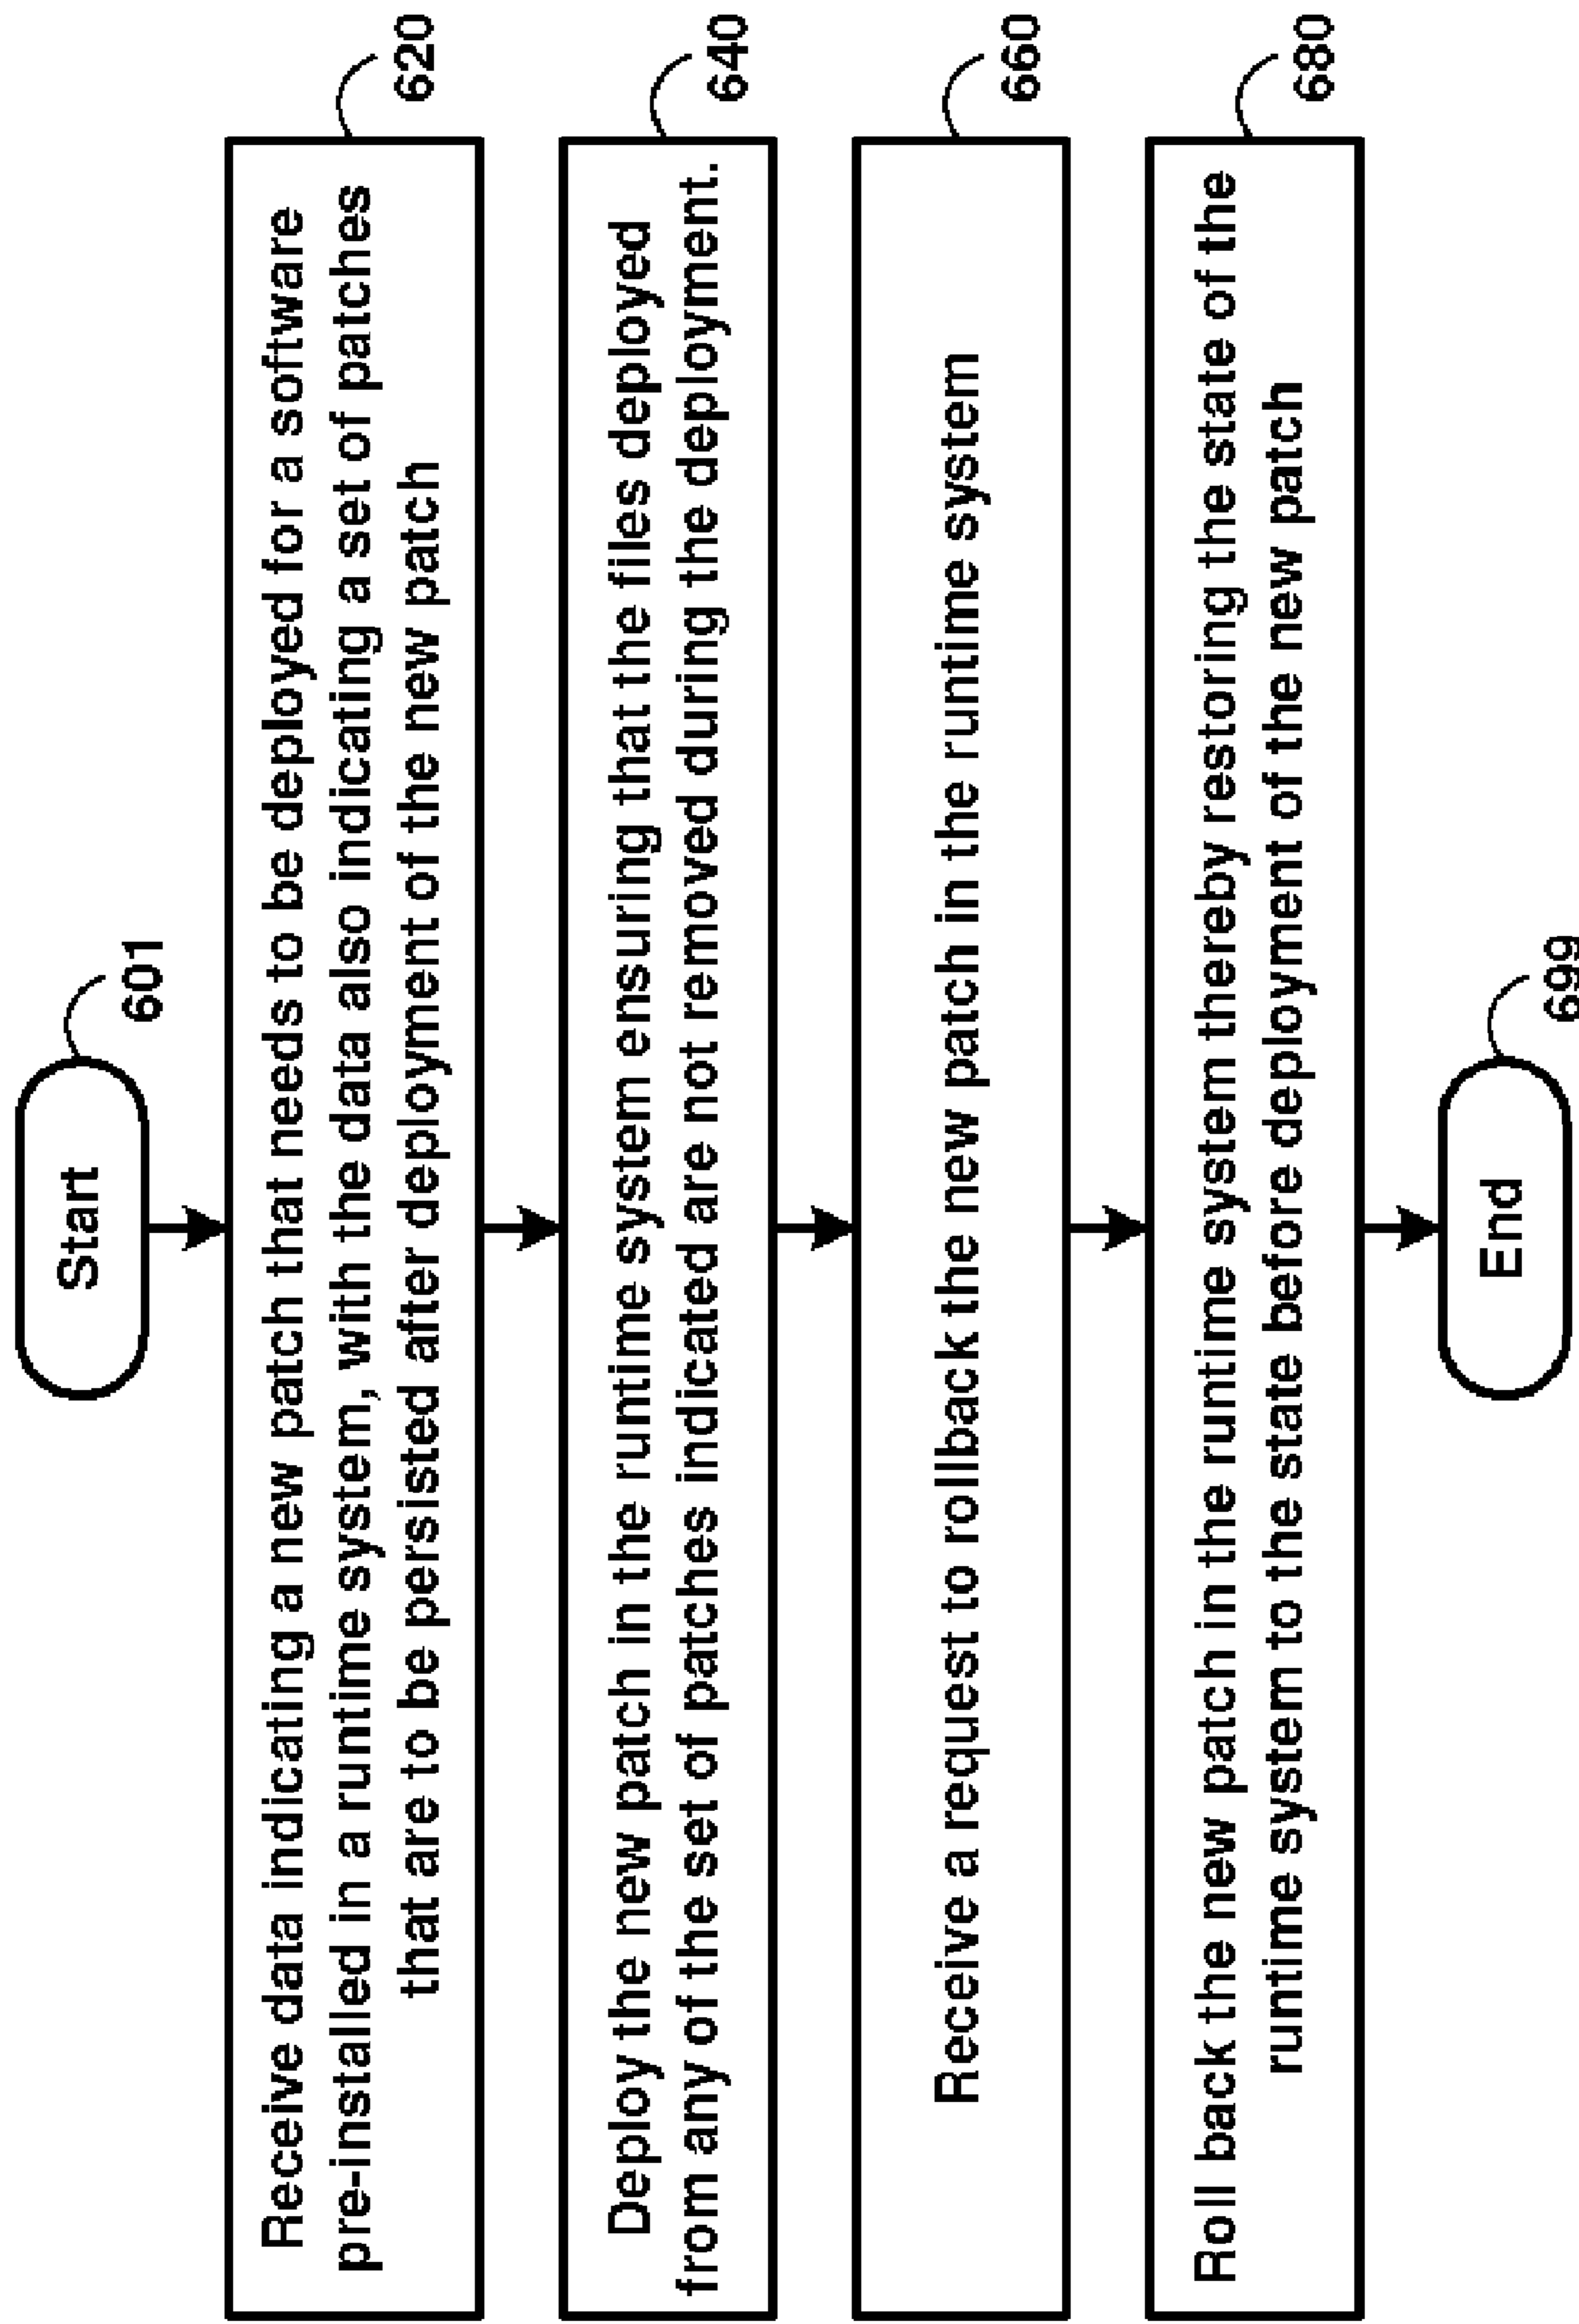 Start
601
Receive data indicating a new patch that needs to be deployed for a software
pre-installed in a runtime system, with the data also indicating a set of patches
that are to be persisted after deployment of the new patch
620
Deploy the new patch in the runtime system ensuring that the files deployed
from any of the set of patches indicated are not removed during the deployment.
640
Receive a request to rollback the new patch in the runtime system
660
Roll back the new patch in the runtime system thereby restoring the state of the
runtime system to the state before deployment of the new patch
680
End
699